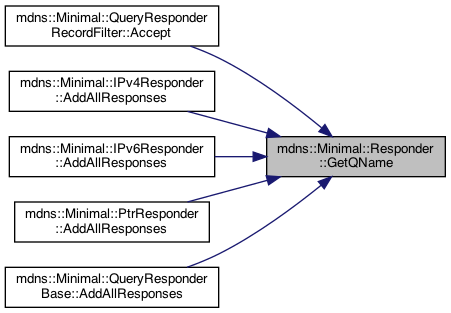 mdns::Minimal::QueryResponder
RecordFilter::Accept
mdns::Minimal::IPv4Responder
::AddAllResponses
mdns::Minimal::IPv6Responder
::AddAllResponses
mdns::Minimal::Responder
::GetQName
mdns::Minimal::PtrResponder
::AddAllResponses
mdns::Minimal::QueryResponder
Base::AddAllResponses